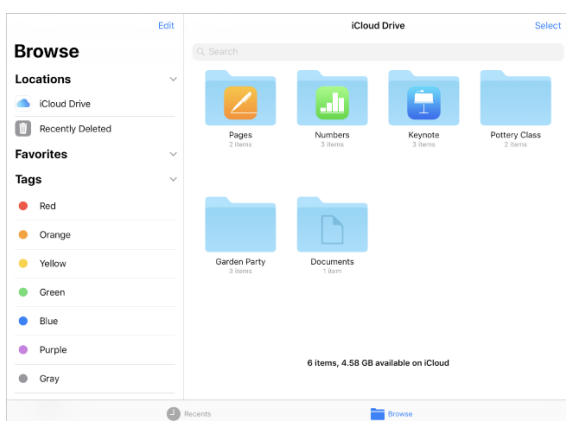 Edit
iCloud Drive
Select
Browse
Search
Locations
iCloud Drive
Recently Deleted
Favorites
Tags
Red
Orange
Yellow
Green
Blue
Purple
Gray
Pages
2 items
Numbers
3 items
Keynote
3 items
Pottery Class
2 items
Garden Party
3 items
Documents
1 item
6 items, 4.58 GB available on iCloud
Recents
Browse